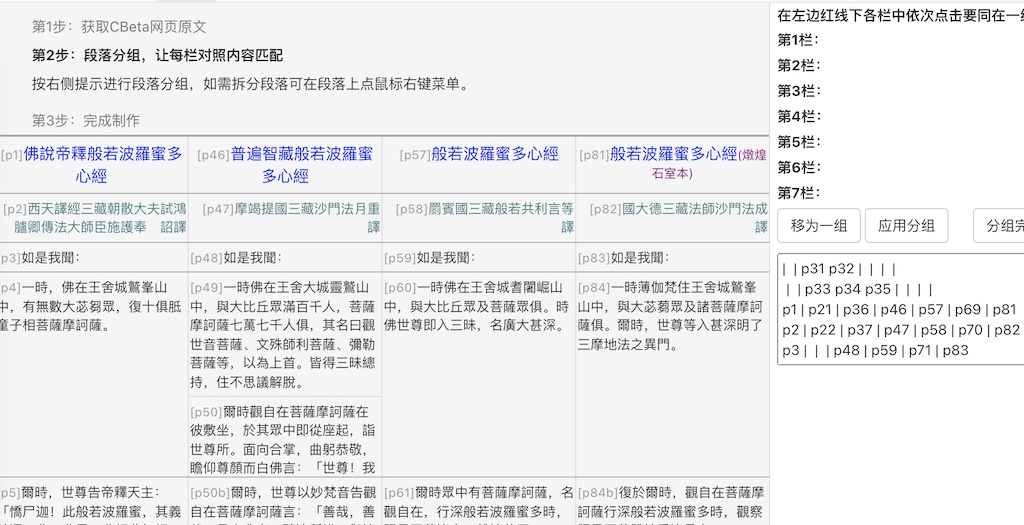 第1步：获取CBeta网页原文
第2步：段落分组，让每栏对照内容匹配
按右侧提示进行段落分组，如需拆分段落可在段落上点鼠标右键菜单。
第3步：完成制作
[p1]佛說帝釋般若波羅蜜多
心經
[p2]西天譯經三藏朝散大夫試鴻
臚卿傳法大師臣施護奉　詔譯
[p3]如是我聞：
[p4]一時，佛在王舍城鷲峯山
中，有無數大苾芻眾，復十俱胝
童子相菩薩摩訶薩。
[p5]爾時，世尊告帝釋天主：
「憍尸迦！此般若波羅蜜多，其義
[p46]普遍智藏般若波羅蜜
多心經
[p47]摩竭提國三藏沙門法月重
譯
[p48]如是我聞：
[p49]一時佛在王舍大城靈鷲山
中，與大比丘眾滿百千人，菩薩
摩訶薩七萬七千人俱，其名曰觀
世音菩薩、文殊師利菩薩、彌勒
菩薩等，以為上首。皆得三昧總
持，住不思議解脫。
[p50]爾時觀自在菩薩摩訶薩在
彼敷坐，於其眾中即從座起，詣
世尊所。面向合掌，曲躬恭敬，
瞻仰尊顏而白佛言：「世尊！我
[p50b]爾時，世尊以妙梵音告觀
自在菩薩摩訶薩言：「善哉，善
[p57]般若波羅蜜多心經
[p58]罽賓國三藏般若共利言等
譯
[p59]如是我聞：
[p60]一時佛在王舍城耆闍崛山
中，與大比丘眾及菩薩眾俱。時
佛世尊即入三昧，名廣大甚深。
[p61]爾時眾中有菩薩摩訶薩，名
觀自在，行深般若波羅蜜多時，
[p81]般若波羅蜜多心經(燉煌
石室本)
[p82]國大德三藏法師沙門法成
譯
[p83]如是我聞：
[p84]一時薄伽梵住王舍城鷲峯
山中，與大苾蒭眾及諸菩薩摩訶
薩俱。爾時，世尊等入甚深明了
三摩地法之異門。
[p84b]復於爾時，觀自在菩薩摩
訶薩行深般若波羅蜜多時，觀察
在左边红线下各栏中依次点击要同在一
第1栏：
第2栏：
第3栏：
第4栏：
第5栏：
第6栏：
第7栏：
移为一组
应用分组
分组完
| | p31 p32 | | | |
| | p33 p34 p35 | | | |
p1 | p21 | p36 | p46 | p57 | p69 | p81
p2 | p22 | p37 | p47 | p58 | p70 | p82
p3 | | | p48 | p59 | p71 | p83